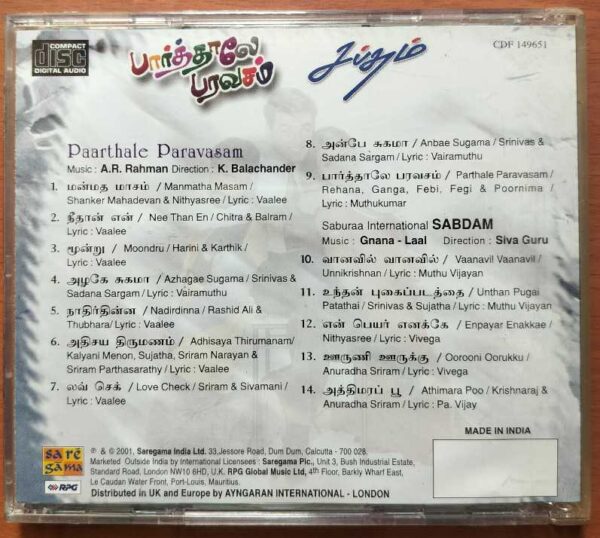 COMPACT
disc
DIGITAL AUDIO
பார்த்தாலே
பரவசம்
சப்தம்
CDF 149651
Paarthale Paravasam
Music : A.R. Rahman Direction : K. Balachander
1. மன்மத மாசம் / Manmatha Masam /
Shanker Mahadevan & Nithyasree / Lyric : Vaalee
2. நீதான் என் / Nee Than En / Chitra & Balram /
Lyric : Vaalee
3. மூன்று / Moondru / Harini & Karthik /
Lyric : Vaalee
4. அழகே சுகமா / Azhagae Sugama / Srinivas &
Sadana Sargam / Lyric : Vairamuthu
5. நாதிர்தின்ன / Nadirdinna / Rashid Ali &
Thubhara / Lyric : Vaalee
6. அதிசய திருமணம் / Adhisaya Thirumanam/
Kalyani Menon, Sujatha, Sriram Narayan &
Sriram Parthasarathy / Lyric : Vaalee
7. லவ் செக் / Love Check / Sriram & Sivamani /
Lyric : Vaalee
8. அன்பே சுகமா / Anbae Sugama / Srinivas &
Sadana Sargam / Lyric : Vairamuthu
9. பார்த்தாலே பரவசம் / Parthale Paravesam /
Rehana, Ganga, Febi, Fegi & Poornima /
Lyric : Muthukumar
Saburaa International SABDAM
Music : Gnana - Laal Direction : Siva Guru
10. வானவில் வானவில் / Vaanavil Vaanavil /
Unnikrishnan / Lyric : Muthu Vijayan
11. உந்தன் புகைப்படத்தை / Unthan Pugai
Patathai / Srinivas & Sujatha / Lyric : Muthu Vijayan
12. என் பெயர் எனக்கே / Enpayar Enakkae /
Nithyasree / Lyric : Vivega
13. ஊருணி ஊருக்கு / Oorooni Oorukku /
Anuradha Sriram / Lyric : Vivega
14. அத்திமரப் பூ / Athimara Poo / Krishnaraj &
Anuradha Sriram / Lyric : Pa. Vijay
MADE IN INDIA
sa re
ga ma
RPG
℗ & © 2001, Saregama India Ltd. 33,Jessore Road, Dum Dum, Calcutta - 700 028.
Marketed Outside India by International Licensees : Saregama Plc., Unit 3, Bush Industrial Estate,
Standard Road, London NW10 6HD, U.K. RPG Global Music Ltd, 4th Floor, Barkly Wharf East,
Le Caudan Water Front, Port-Louis, Mauritius.
Distributed in UK and Europe by AYNGARAN INTERNATIONAL - LONDON